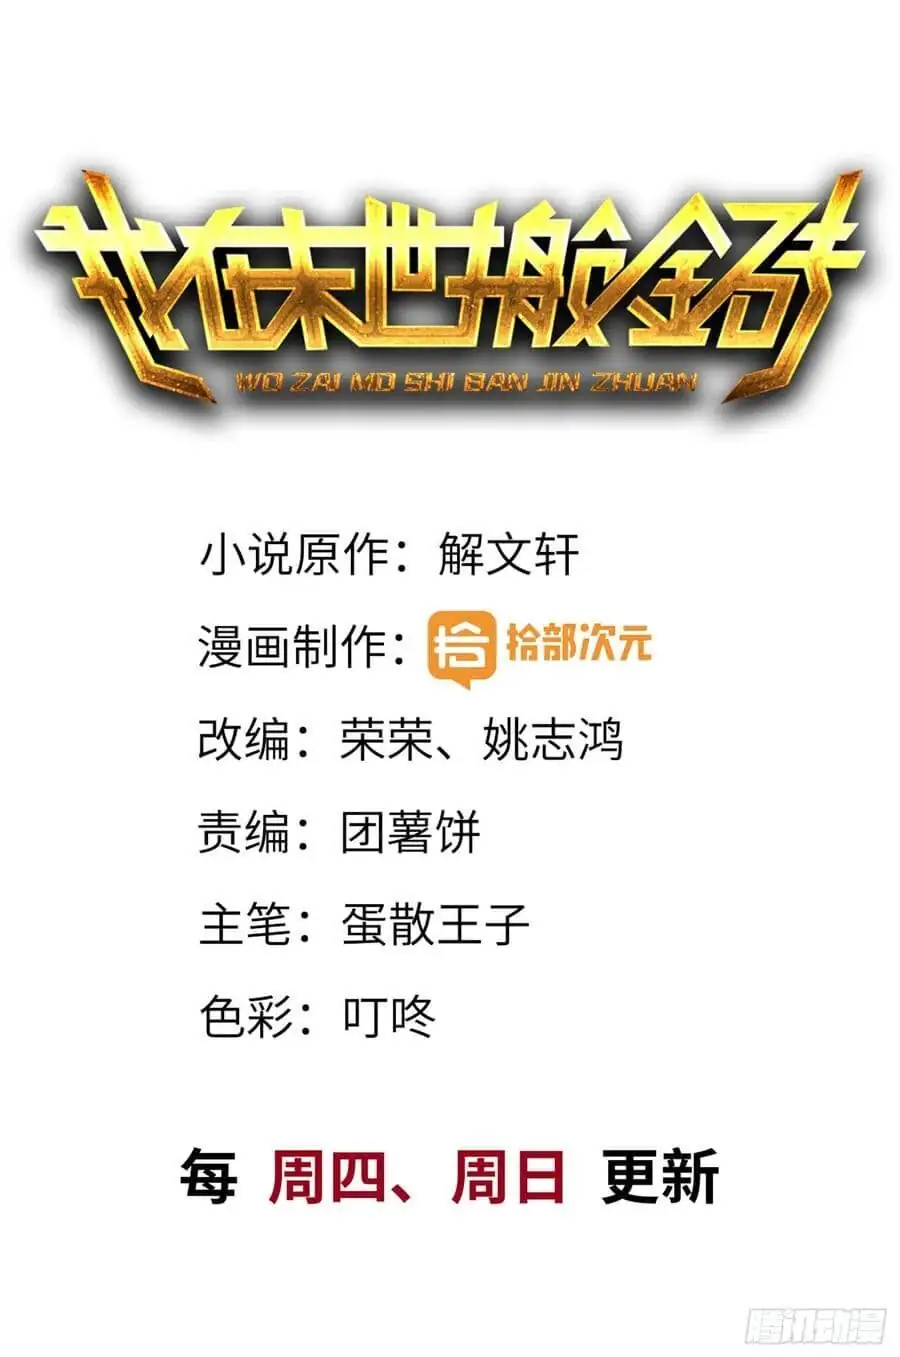 我在末世搬金砖
WO ZAI MO SHI BAN JIN ZHUAN
小说原作：解文轩
漫画制作：拾 拾部次元
改编：荣荣、姚志鸿
责编：团薯饼
主笔：蛋散王子
色彩：叮咚
每 周四、周日 更新
腾讯动漫